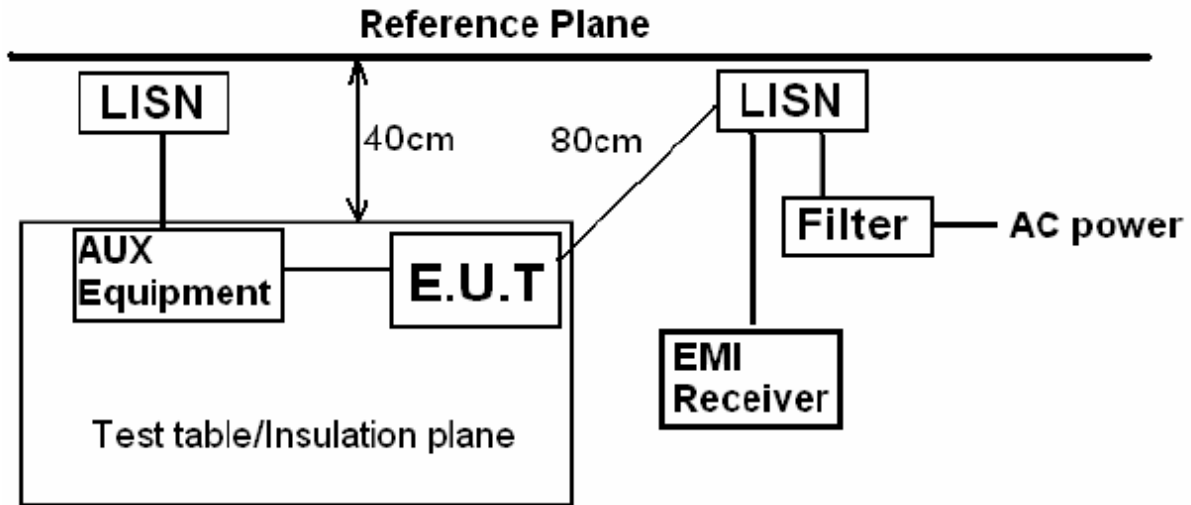 Reference Plane
LISN
LISN
40cm
80cm
Filter
AC power
AUX
Equipment
E.U.T
EMI
Receiver
Test table/Insulation plane